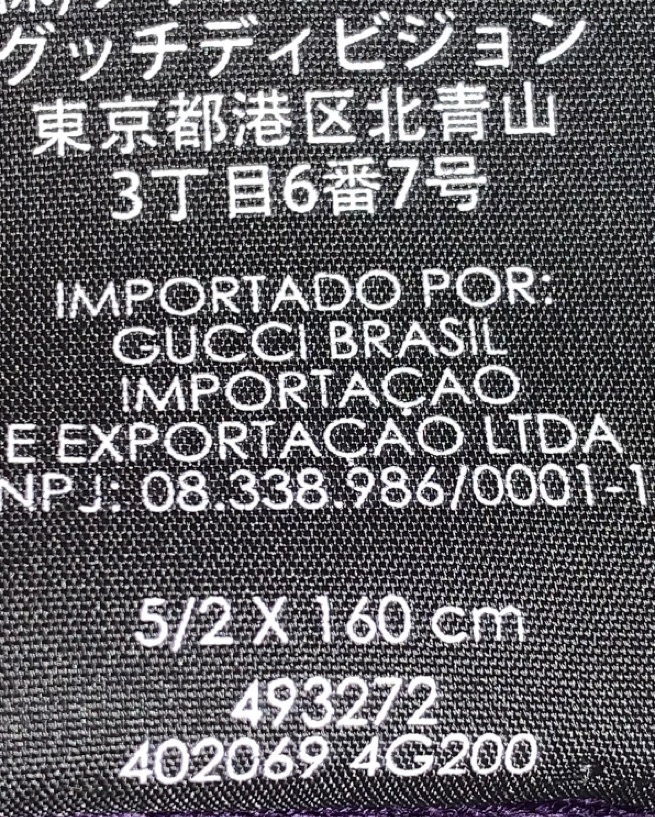 グッチディビジョン
東京都港区北青山
3丁目6番7号
IMPORTADO POR:
GUCCI BRASIL
IMPORTAÇAO
E EXPORTAÇAO LTDA
NPJ: 08.338.986/0001-1
5/2 X 160 cm
493272
402069 4G200